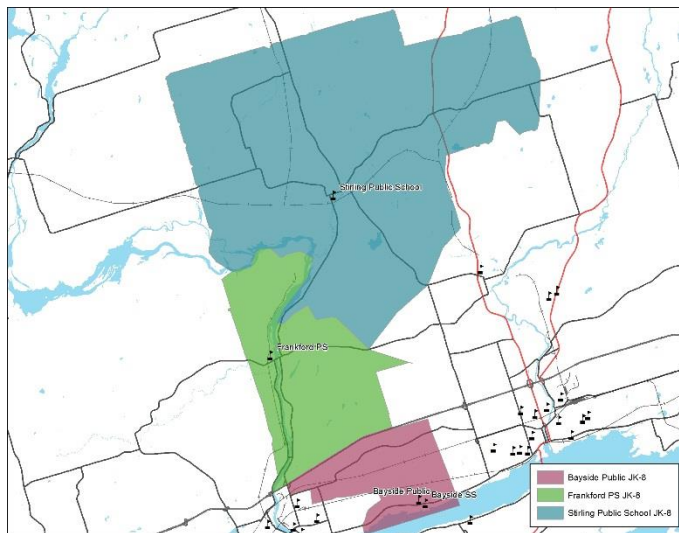 Stirling Public School
Frankford PS
Bayside Public
Bayside SS
Bayside Public JK-8
Frankford PS JK-8
Stirling Public School JK-8